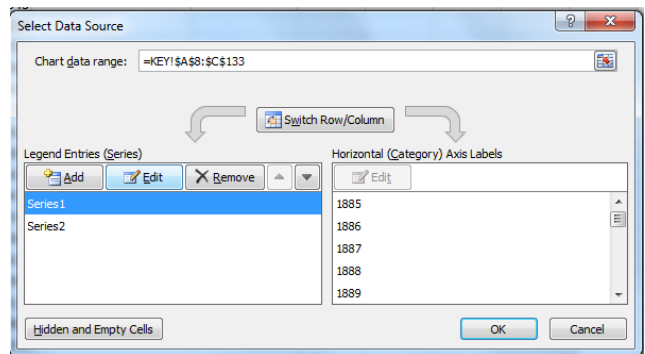 Select Data Source
Chart data range: =KEY!$A$8:$C$133
Switch Row/Column
Legend Entries (Series)
Add Edit Remove
Series1
Series2
Horizontal (Category) Axis Labels
Edit
1885
1886
1887
1888
1889
Hidden and Empty Cells
OK Cancel